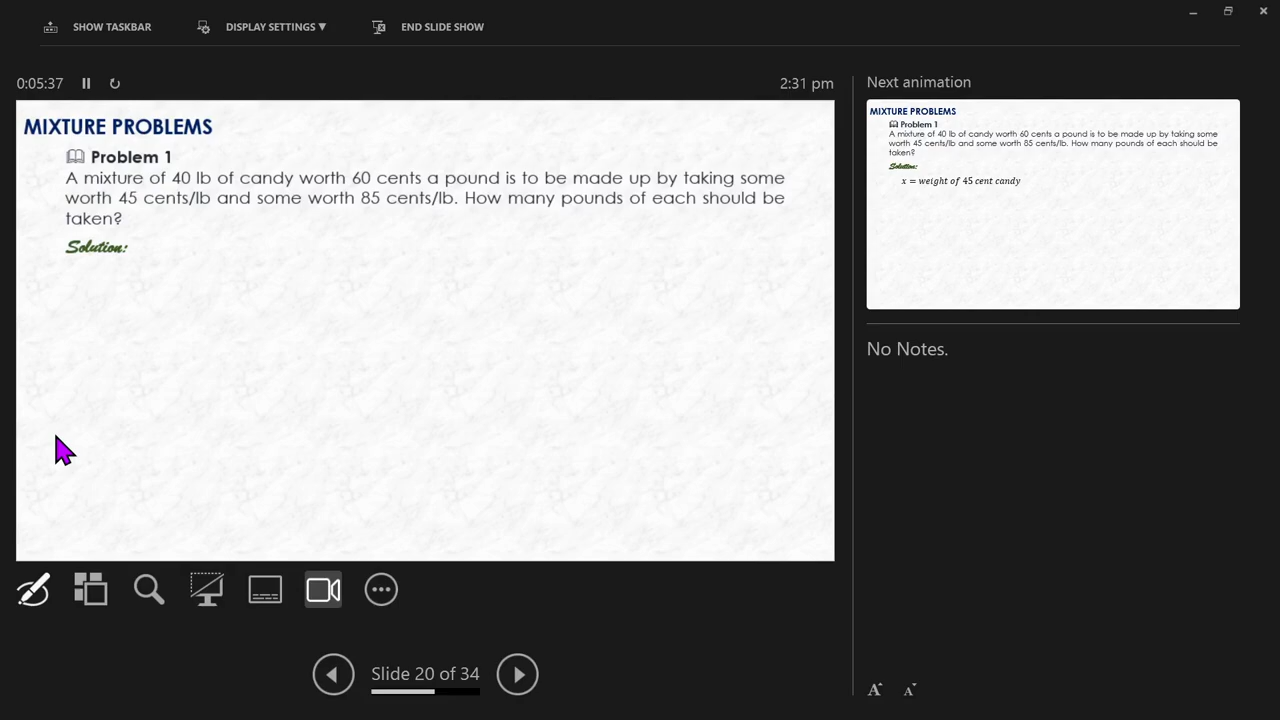 SHOW TASKBAR
DISPLAY SETTINGS ▼
END SLIDE SHOW
0:05:37
2:31 pm
MIXTURE PROBLEMS
Problem 1
A mixture of 40 lb of candy worth 60 cents a pound is to be made up by taking some
worth 45 cents/lb and some worth 85 cents/lb. How many pounds of each should be
taken?
Solution:
Slide 20 of 34
Next animation
MIXTURE PROBLEMS
Problem 1
A mixture of 40 lb of candy worth 60 cents a pound is to be made up by taking some
worth 45 cents/lb and some worth 85 cents/lb. How many pounds of each should be
taken?
Solution:
x = weight of 45 cent candy
No Notes.
A A